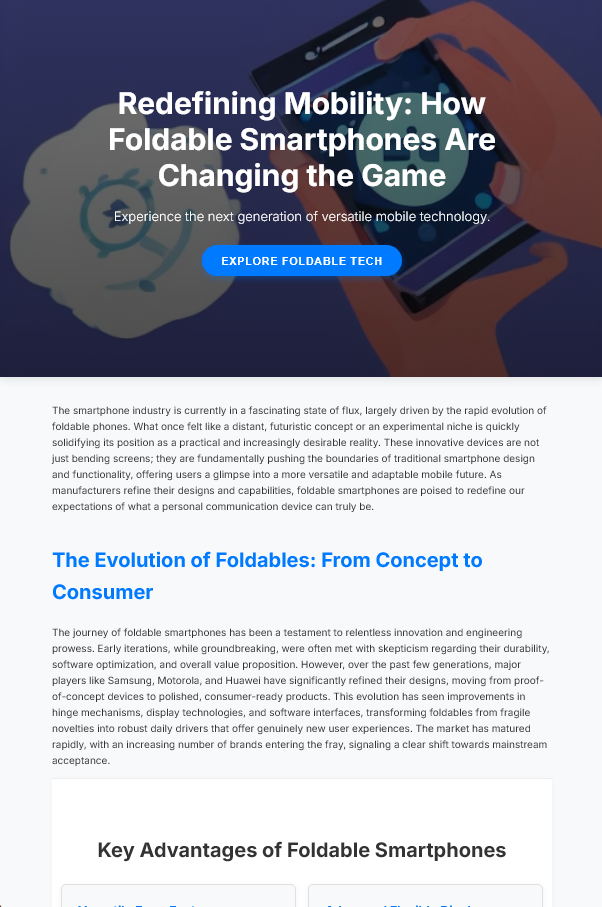 Redefining Mobility: How
Foldable Smartphones Are
Changing the Game
Experience the next generation of versatile mobile technology.
EXPLORE FOLDABLE TECH
The smartphone industry is currently in a fascinating state of flux, largely driven by the rapid evolution of
foldable phones. What once felt like a distant, futuristic concept or an experimental niche is quickly
solidifying its position as a practical and increasingly desirable reality. These innovative devices are not
just bending screens; they are fundamentally pushing the boundaries of traditional smartphone design
and functionality, offering users a glimpse into a more versatile and adaptable mobile future. As
manufacturers refine their designs and capabilities, foldable smartphones are poised to redefine our
expectations of what a personal communication device can truly be.
The Evolution of Foldables: From Concept to
Consumer
The journey of foldable smartphones has been a testament to relentless innovation and engineering
prowess. Early iterations, while groundbreaking, were often met with skepticism regarding their durability,
software optimization, and overall value proposition. However, over the past few generations, major
players like Samsung, Motorola, and Huawei have significantly refined their designs, moving from proof-
of-concept devices to polished, consumer-ready products. This evolution has seen improvements in
hinge mechanisms, display technologies, and software interfaces, transforming foldables from fragile
novelties into robust daily drivers that offer genuinely new user experiences. The market has matured
rapidly, with an increasing number of brands entering the fray, signaling a clear shift towards mainstream
acceptance.
Key Advantages of Foldable Smartphones